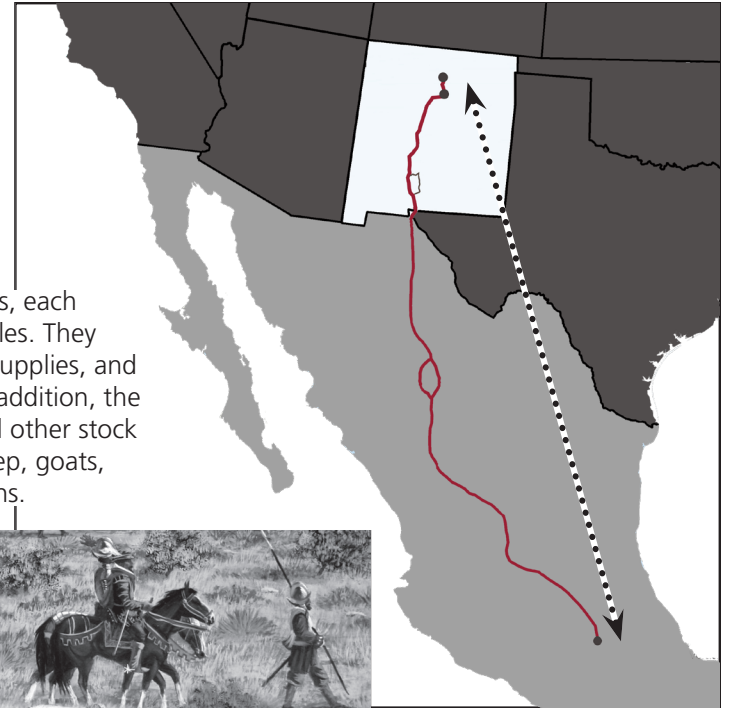 s, each
les. They
upplies, and
addition, the
l other stock
ep, goats,
ns.